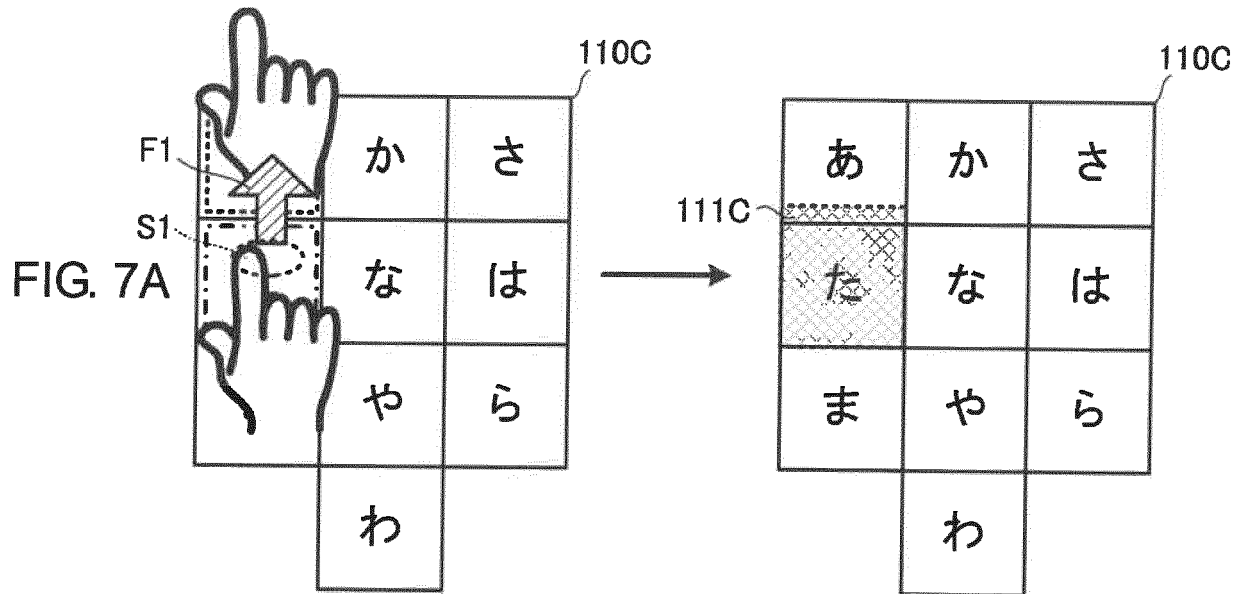 110C
F1
か さ
S1
な は
FIG. 7A
や ら
わ
110C
あ か さ
111C
た な は
ま や ら
わ